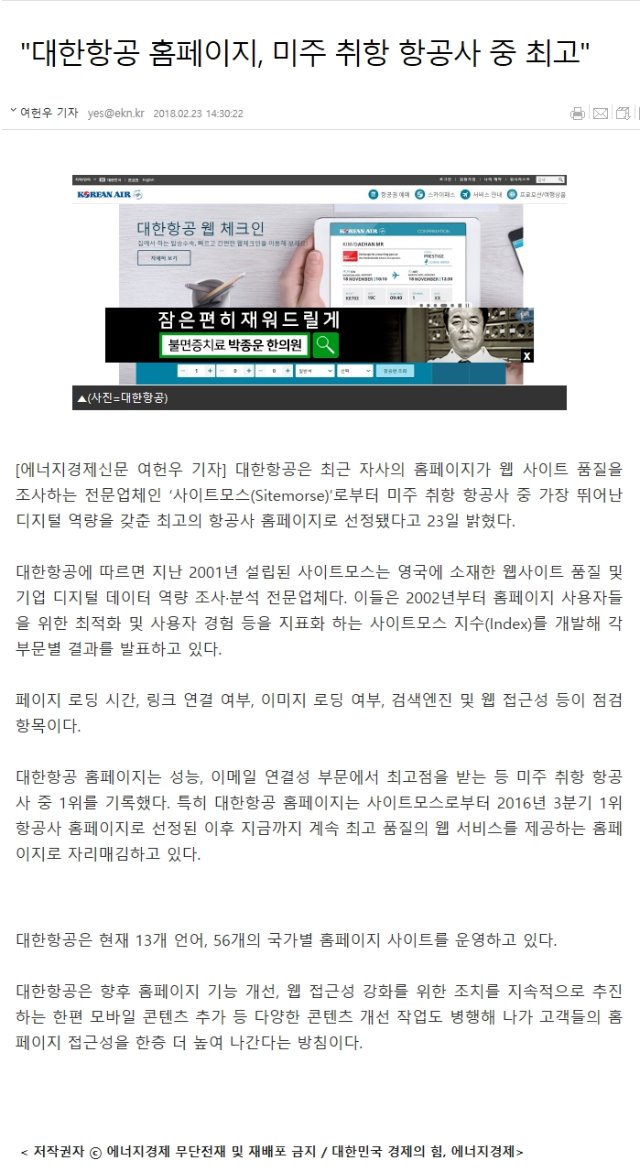 "대한항공 홈페이지, 미주 취항 항공사 중 최고"
여헌우 기자 yes@ekn.kr 2018.02.23 14:30:22
KOREAN AIR
항공권 예매 스카이패스 서비스 안내 프로모션/여행상품
대한항공 웹 체크인
자세히 보기
KOREAN AIR
CONFIRMATION
PRESTIGE
잠은편히재워드릴게
불면증치료 박종운 한의원
X
1 0 0 일반석 선택
▲(사진=대한항공)
[에너지경제신문 여헌우 기자] 대한항공은 최근 자사의 홈페이지가 웹 사이트 품질을
조사하는 전문업체인 ‘사이트모스(Sitemorse)’로부터 미주 취항 항공사 중 가장 뛰어난
디지털 역량을 갖춘 최고의 항공사 홈페이지로 선정됐다고 23일 밝혔다.
대한항공에 따르면 지난 2001년 설립된 사이트모스는 영국에 소재한 웹사이트 품질 및
기업 디지털 데이터 역량 조사·분석 전문업체다. 이들은 2002년부터 홈페이지 사용자들
을 위한 최적화 및 사용자 경험 등을 지표화 하는 사이트모스 지수(Index)를 개발해 각
부문별 결과를 발표하고 있다.
페이지 로딩 시간, 링크 연결 여부, 이미지 로딩 여부, 검색엔진 및 웹 접근성 등이 점검
항목이다.
대한항공 홈페이지는 성능, 이메일 연결성 부문에서 최고점을 받는 등 미주 취항 항공
사 중 1위를 기록했다. 특히 대한항공 홈페이지는 사이트모스로부터 2016년 3분기 1위
항공사 홈페이지로 선정된 이후 지금까지 계속 최고 품질의 웹 서비스를 제공하는 홈페
이지로 자리매김하고 있다.
대한항공은 현재 13개 언어, 56개의 국가별 홈페이지 사이트를 운영하고 있다.
대한항공은 향후 홈페이지 기능 개선, 웹 접근성 강화를 위한 조치를 지속적으로 추진
하는 한편 모바일 콘텐츠 추가 등 다양한 콘텐츠 개선 작업도 병행해 나가 고객들의 홈
페이지 접근성을 한층 더 높여 나간다는 방침이다.
< 저작권자 ⓒ 에너지경제 무단전재 및 재배포 금지 / 대한민국 경제의 힘, 에너지경제>